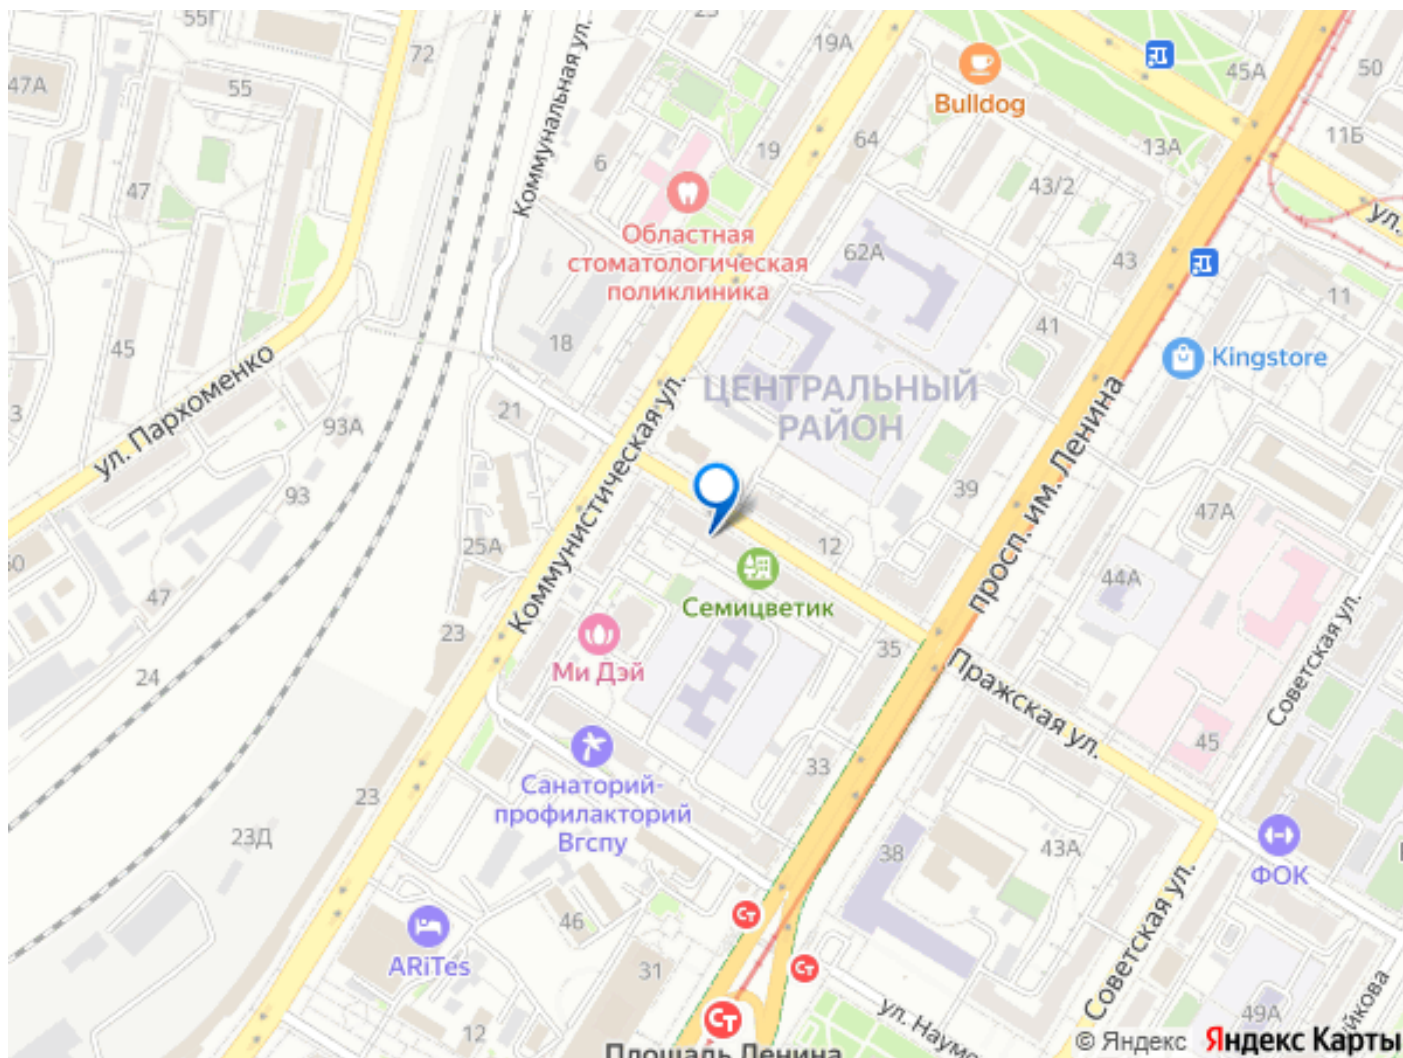 55Г
23
72
19А
47А
55
Коммунальная ул.
Bulldog
45А
50
64
13А
11Б
6
19
43/2
47
ул.
Областная
стоматологическая
поликлиника
62А
43
11
45
18
41
Kingstore
ул. Пархоменко
Коммунистическая ул.
ЦЕНТРАЛЬНЫЙ
РАЙОН
просп. им. Ленина
21
93А
93
39
47А
25А
12
44А
47
Семицветик
23
35
Советская ул.
Ми Дэй
24
Пражская ул.
33
45
Санаторий-
профилакторий
Вгспу
23
23Д
38
43А
ФОК
46
ARiTes
31
Советская ул.
12
ул. Наумо
49А
йкова
Площадь Ленина
© Яндекс Яндекс Карты